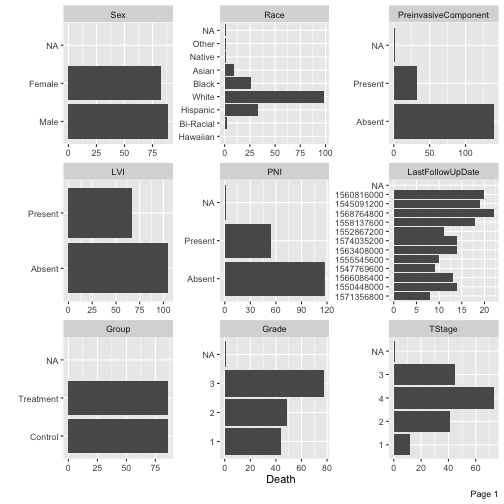 Sex
NA
Female
Male
0 25 50 75
Race
NA
Other
Native
Asian
Black
White
Hispanic
Bi-Racial
Hawaiian
0 25 50 75 100
PreinvasiveComponent
NA
Present
Absent
0 50 100
LVI
Present
Absent
0 25 50 75 100
PNI
NA
Present
Absent
0 30 60 90 120
LastFollowUpDate
NA
1560816000
1545091200
1568764800
1558137600
1552867200
1574035200
1563408000
1555545600
1547769600
1566086400
1550448000
1571356800
0 5 10 15 20
Group
NA
Treatment
Control
0 25 50 75
Grade
NA
3
2
1
0 20 40 60 80
TStage
NA
3
4
2
1
0 20 40 60
Death
Page 1